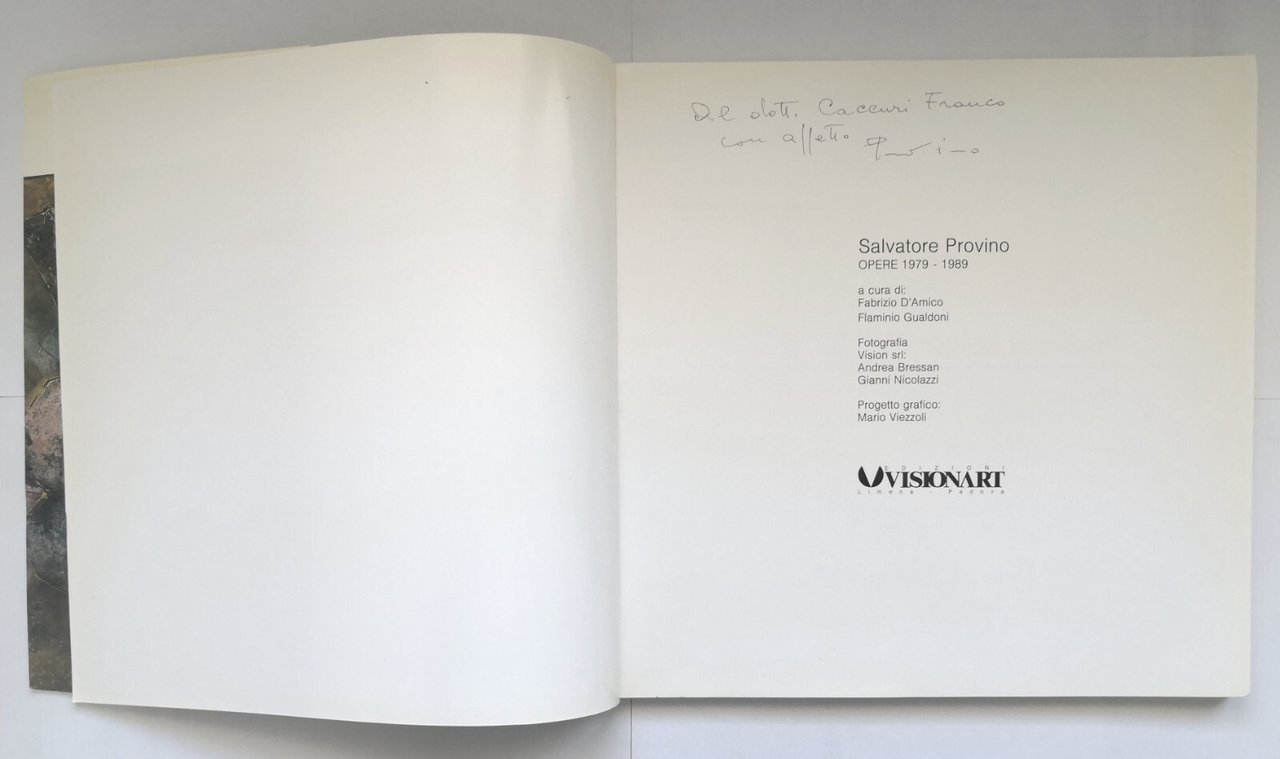 Al dott. Caccuri Franco
con affetto Provino
Salvatore Provino
OPERE 1979 - 1989
a cura di:
Fabrizio D'Amico
Flaminio Gualdoni
Fotografia
Vision srl:
Andrea Bressan
Gianni Nicolazzi
Progetto grafico:
Mario Viezzoli
EDIZIONI
VISIONART
Limena - Padova